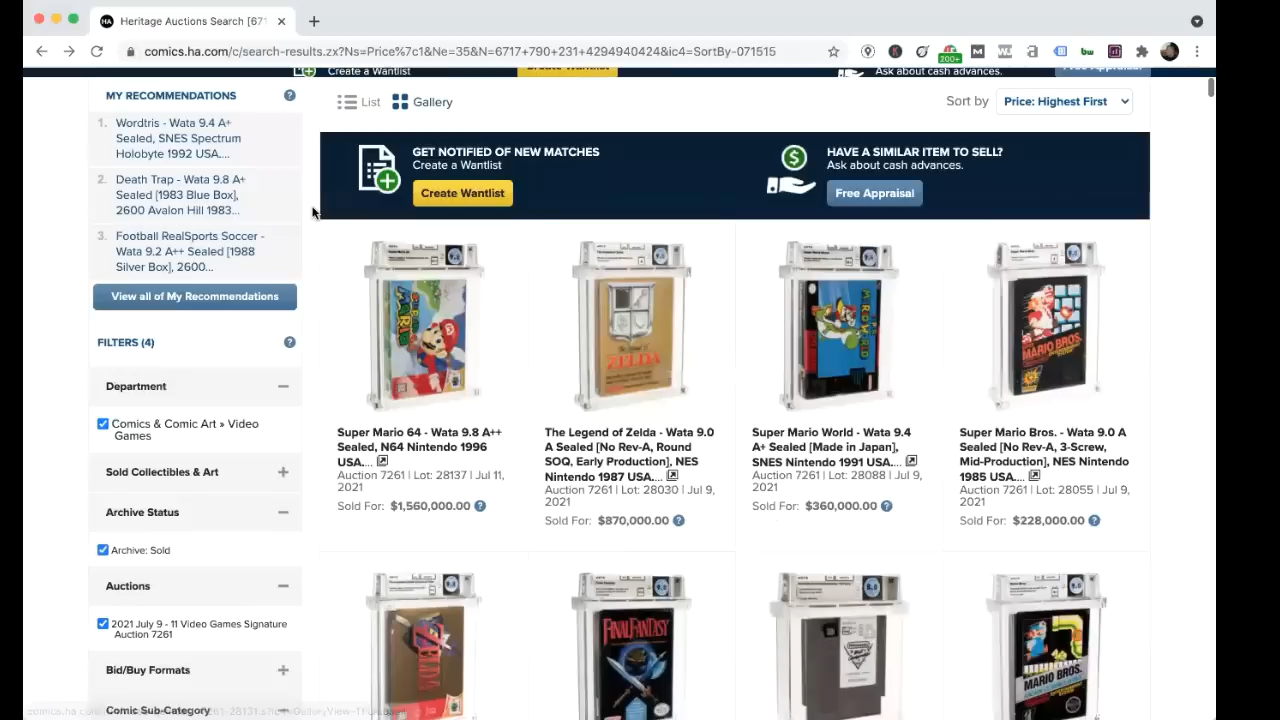 Heritage Auctions Search [671
comics.ha.com/c/search-results.zx?Ns=Price%7c1&Ne=35&N=6717+790+231+4294940424&ic4=SortBy-071515
200+
Create a Wantlist
Ask about cash advances.
Free Appraisal
MY RECOMMENDATIONS
1. Wordtris - Wata 9.4 A+
Sealed, SNES Spectrum
Holobyte 1992 USA....
2. Death Trap - Wata 9.8 A+
Sealed [1983 Blue Box],
2600 Avalon Hill 1983...
3. Football RealSports Soccer -
Wata 9.2 A++ Sealed [1988
Silver Box], 2600...
View all of My Recommendations
FILTERS (4)
Department
Comics & Comic Art » Video
Games
Sold Collectibles & Art
Archive Status
Archive: Sold
Auctions
2021 July 9 - 11 Video Games Signature
Auction 7261
Bid/Buy Formats
Comic Sub-Category
List
Gallery
Sort by
Price: Highest First
GET NOTIFIED OF NEW MATCHES
Create a Wantlist
Create Wantlist
HAVE A SIMILAR ITEM TO SELL?
Ask about cash advances.
Free Appraisal
Super Mario 64 - Wata 9.8 A++
Sealed, N64 Nintendo 1996
USA....
Auction 7261 | Lot: 28137 | Jul 11,
2021
Sold For: $1,560,000.00
The Legend of Zelda - Wata 9.0
A Sealed [No Rev-A, Round
SOQ, Early Production], NES
Nintendo 1987 USA....
Auction 7261 | Lot: 28030 | Jul 9,
2021
Sold For: $870,000.00
Super Mario World - Wata 9.4
A+ Sealed [Made in Japan],
SNES Nintendo 1991 USA....
Auction 7261 | Lot: 28088 | Jul 9,
2021
Sold For: $360,000.00
Super Mario Bros. - Wata 9.0 A
Sealed [No Rev-A, 3-Screw,
Mid-Production], NES Nintendo
1985 USA....
Auction 7261 | Lot: 28055 | Jul 9,
2021
Sold For: $228,000.00
ZELDA
MARIO BROS.
FINAL FANTASY
MARIO BROS.